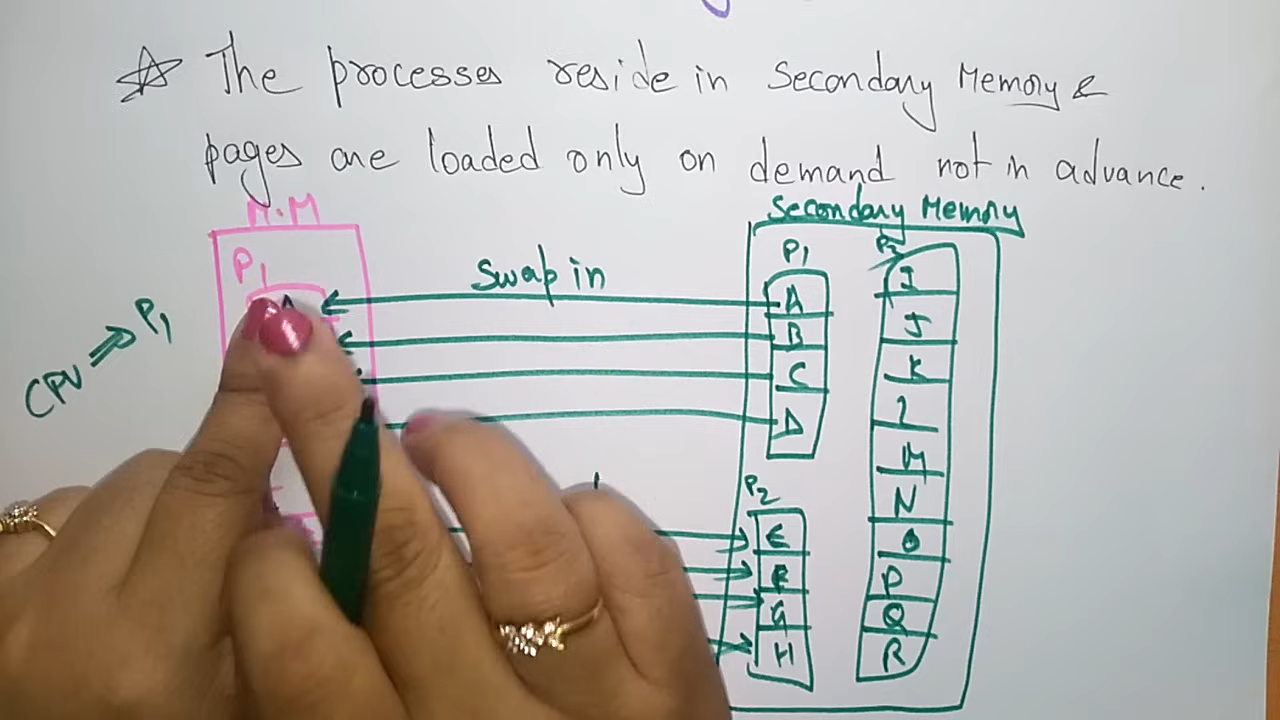 The processes reside in Secondary Memory &
pages are loaded only on demand not in advance.
M.M
Secondary Memory
P1
Swap in
P1
A
B
C
D
P3
I
J
K
L
M
N
O
P
Q
R
CPU ⇒ P1
P2
E
F
G
H